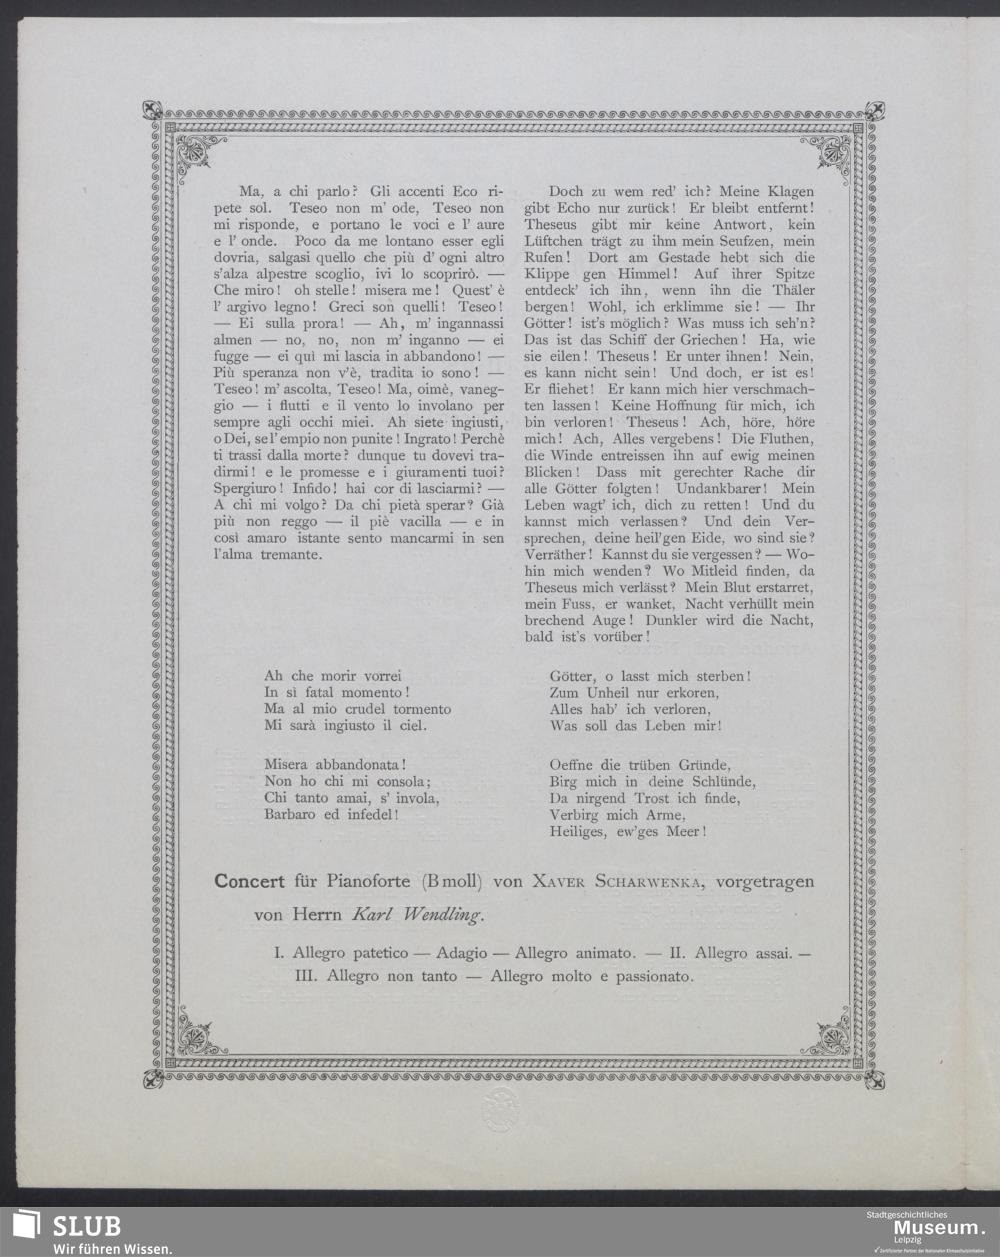 Ma, a chi parlo? Gli accenti Eco ri-
pete sol. Teseo non m' ode, Teseo non
mi risponde, e portano le voci e l' aure
e l' onde. Poco da me lontano esser egli
dovria, salgasi quello che più d' ogni altro
s'alza alpestre scoglio, ivi lo scoprirò. —
Che miro! oh stelle! misera me! Quest' è
l' argivo legno! Greci son quelli! Teseo!
— Ei sulla prora! — Ah, m' ingannassi
almen — no, no, non m' inganno — ei
fugge — ei quì mi lascia in abbandono! —
Più speranza non v'è, tradita io sono! —
Teseo! m' ascolta, Teseo! Ma, oimè, vaneg-
gio — i flutti e il vento lo involano per
sempre agli occhi miei. Ah siete ingiusti,
o Dei, se l' empio non punite! Ingrato! Perchè
ti trassi dalla morte? dunque tu dovevi tra-
dirmi! e le promesse e i giuramenti tuoi?
Spergiuro! Infido! hai cor di lasciarmi? —
A chi mi volgo? Da chi pietà sperar? Già
più non reggo — il piè vacilla — e in
così amaro istante sento mancarmi in sen
l'alma tremante.
Doch zu wem red' ich? Meine Klagen
gibt Echo nur zurück! Er bleibt entfernt!
Theseus gibt mir keine Antwort, kein
Lüftchen trägt zu ihm mein Seufzen, mein
Rufen! Dort am Gestade hebt sich die
Klippe gen Himmel! Auf ihrer Spitze
entdeck' ich ihn, wenn ihn die Thäler
bergen! Wohl, ich erklimme sie! — Ihr
Götter! ist's möglich? Was muss ich seh'n?
Das ist das Schiff der Griechen! Ha, wie
sie eilen! Theseus! Er unter ihnen! Nein,
es kann nicht sein! Und doch, er ist es!
Er fliehet! Er kann mich hier verschmach-
ten lassen! Keine Hoffnung für mich, ich
bin verloren! Theseus! Ach, höre, höre
mich! Ach, Alles vergebens! Die Fluthen,
die Winde entreissen ihn auf ewig meinen
Blicken! Dass mit gerechter Rache dir
alle Götter folgten! Undankbarer! Mein
Leben wagt' ich, dich zu retten! Und du
kannst mich verlassen? Und dein Ver-
sprechen, deine heil'gen Eide, wo sind sie?
Verräther! Kannst du sie vergessen? — Wo-
hin mich wenden? Wo Mitleid finden, da
Theseus mich verlässt? Mein Blut erstarret,
mein Fuss, er wanket, Nacht verhüllt mein
brechend Auge! Dunkler wird die Nacht,
bald ist's vorüber!
Ah che morir vorrei
In sì fatal momento!
Ma al mio crudel tormento
Mi sarà ingiusto il ciel.
Misera abbandonata!
Non ho chi mi consola;
Chi tanto amai, s' invola,
Barbaro ed infedel!
Götter, o lasst mich sterben!
Zum Unheil nur erkoren,
Alles hab' ich verloren,
Was soll das Leben mir!
Oeffne die trüben Gründe,
Birg mich in deine Schlünde,
Da nirgend Trost ich finde,
Verbirg mich Arme,
Heiliges, ew'ges Meer!
Concert für Pianoforte (B moll) von XAVER SCHARWENKA, vorgetragen
von Herrn Karl Wendling.
I. Allegro patetico — Adagio — Allegro animato. — II. Allegro assai. —
III. Allegro non tanto — Allegro molto e passionato.
SLUB
Wir führen Wissen.
Stadtgeschichtliches
Museum.
Leipzig
Zertifizierter Partner der Nationalen Klimaschutzinitiative